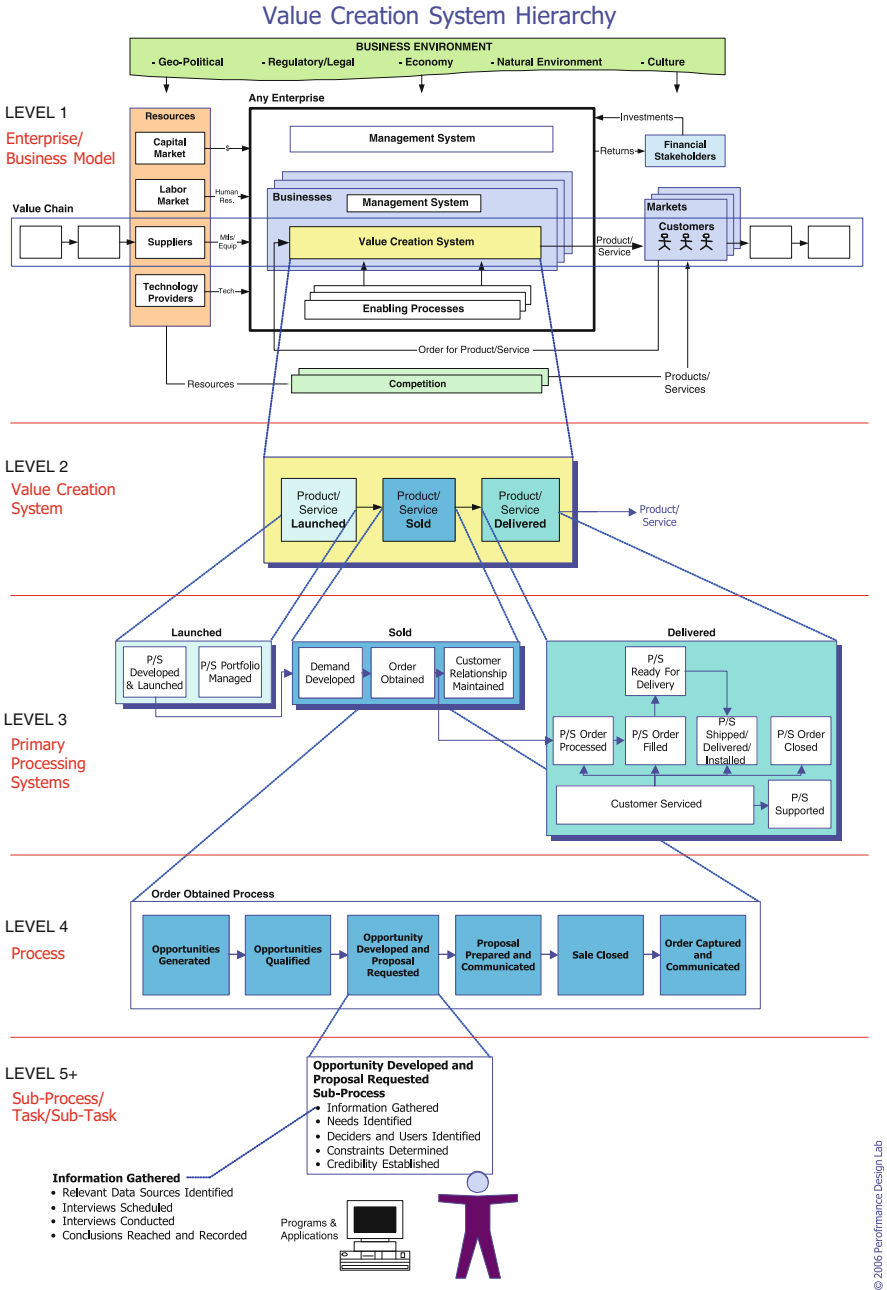 Value Creation System Hierarchy
BUSINESS ENVIRONMENT
- Geo-Political - Regulatory/Legal - Economy - Natural Environment - Culture
LEVEL 1
Enterprise/
Business Model
Any Enterprise
Resources
Capital
Market
$
Labor
Market
Human
Res.
Suppliers
Mtls/
Equip
Technology
Providers
Tech
Management System
Businesses
Management System
Value Creation System
Enabling Processes
Investments
Returns
Financial
Stakeholders
Value Chain
Markets
Customers
Product/
Service
Order for Product/Service
Resources
Competition
Products/
Services
LEVEL 2
Value Creation
System
Product/
Service
Launched
Product/
Service
Sold
Product/
Service
Delivered
Product/
Service
LEVEL 3
Primary
Processing
Systems
Launched
P/S
Developed
& Launched
P/S Portfolio
Managed
Sold
Demand
Developed
Order
Obtained
Customer
Relationship
Maintained
Delivered
P/S
Ready For
Delivery
P/S Order
Processed
P/S Order
Filled
P/S
Shipped/
Delivered/
Installed
P/S Order
Closed
Customer Serviced
P/S
Supported
LEVEL 4
Process
Order Obtained Process
Opportunities
Generated
Opportunities
Qualified
Opportunity
Developed and
Proposal
Requested
Proposal
Prepared and
Communicated
Sale Closed
Order Captured
and
Communicated
LEVEL 5+
Sub-Process/
Task/Sub-Task
Opportunity Developed and
Proposal Requested
Sub-Process
• Information Gathered
• Needs Identified
• Deciders and Users Identified
• Constraints Determined
• Credibility Established
Information Gathered
• Relevant Data Sources Identified
• Interviews Scheduled
• Interviews Conducted
• Conclusions Reached and Recorded
Programs &
Applications
© 2006 Perofrmance Design Lab